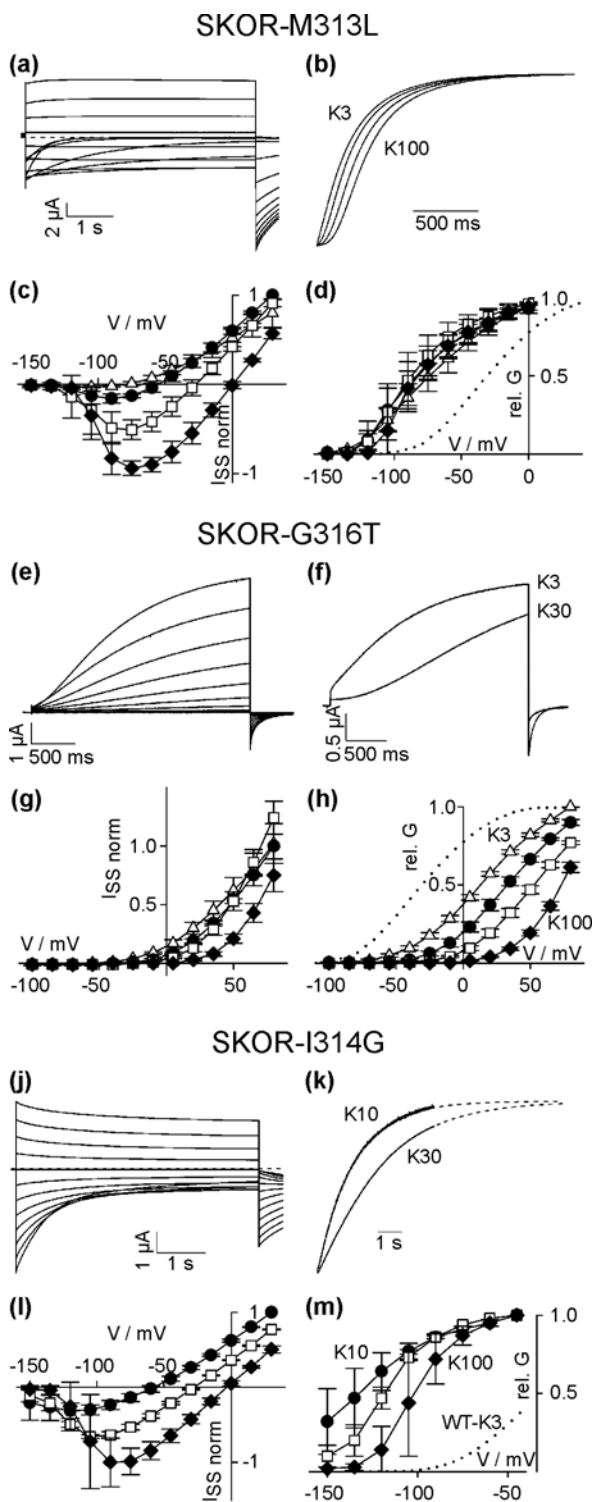 SKOR-M313L
(a)
(b)
K3
K100
2 µA
1 s
500 ms
(c)
(d)
1
V / mV
-150
-100
-50
-1
ISS norm
1.0
0.5
rel. G
V / mV
-150
-100
-50
0
SKOR-G316T
(e)
(f)
K3
K30
1 µA
500 ms
0.5 µA
500 ms
(g)
(h)
ISS norm
1.0
0.5
V / mV
-100
-50
50
rel. G
1.0
0.5
K3
K100
V / mV
-100
-50
0
50
SKOR-I314G
(j)
(k)
K10
K30
1 µA
1 s
1 s
(l)
(m)
1
V / mV
-150
-100
-50
-1
ISS norm
K10
K100
WT-K3
1.0
0.5
rel. G
V / mV
-150
-100
-50